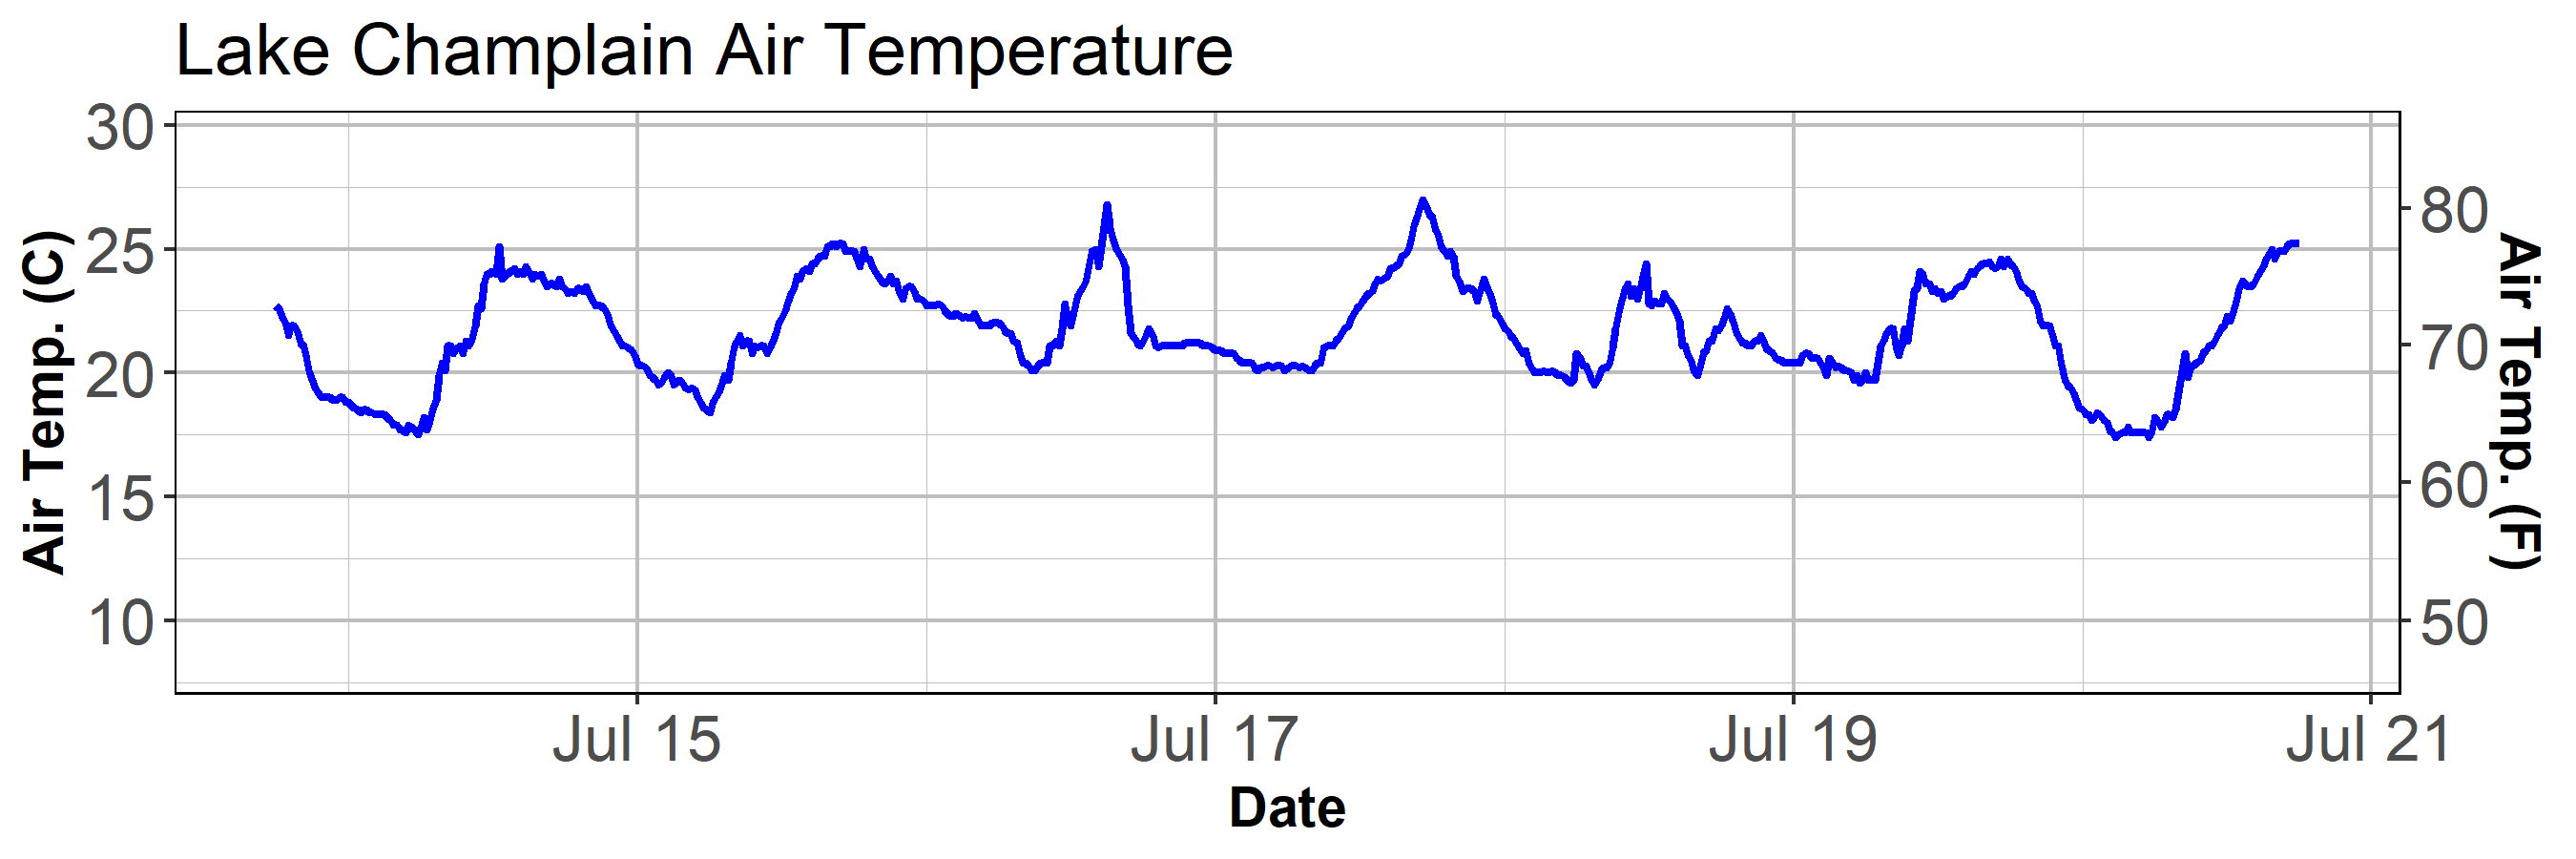 Lake Champlain Air Temperature
Air Temp. (C)
30
25
20
15
10
80
70
60
50
Air Temp. (F)
Jul 15 Jul 17 Jul 19 Jul 21
Date